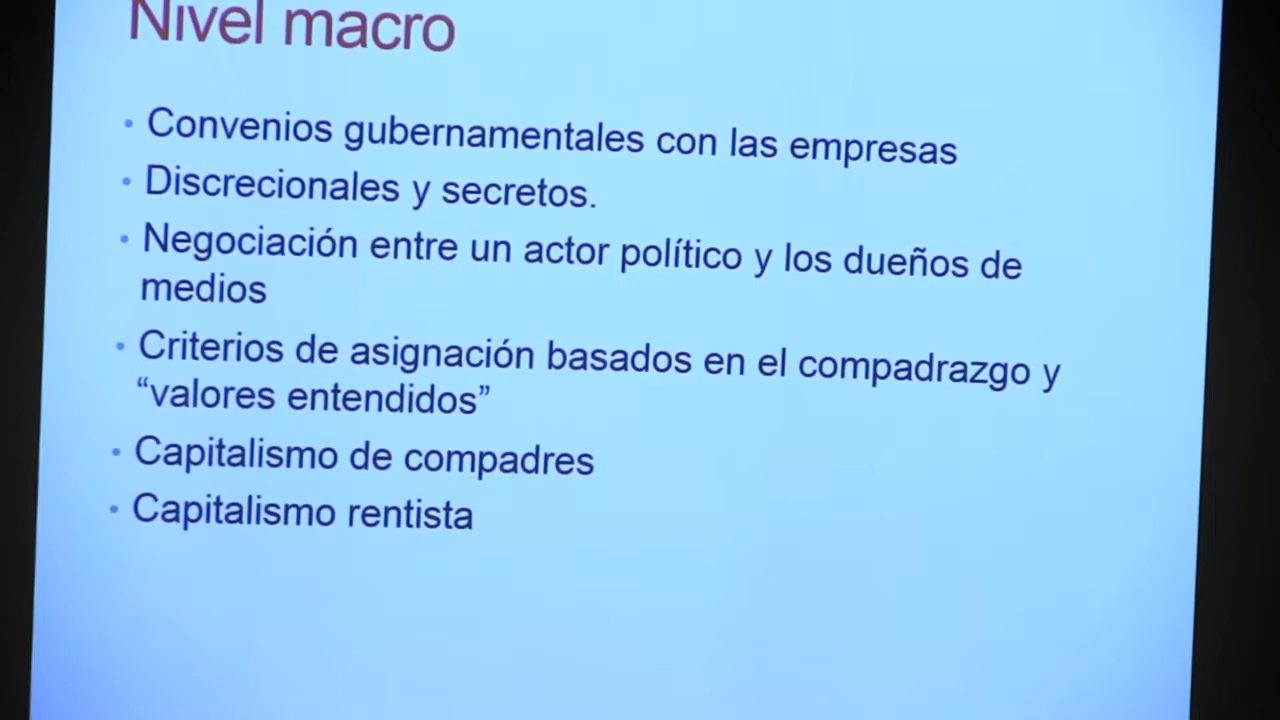 Nivel macro
• Convenios gubernamentales con las empresas
• Discrecionales y secretos.
• Negociación entre un actor político y los dueños de
medios
• Criterios de asignación basados en el compadrazgo y
“valores entendidos”
• Capitalismo de compadres
• Capitalismo rentista